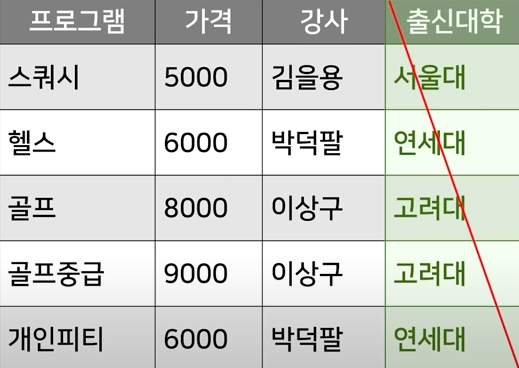 프로그램 가격 강사 출신대학
스쿼시 5000 김을용 서울대
헬스 6000 박덕팔 연세대
골프 8000 이상구 고려대
골프중급 9000 이상구 고려대
개인피티 6000 박덕팔 연세대